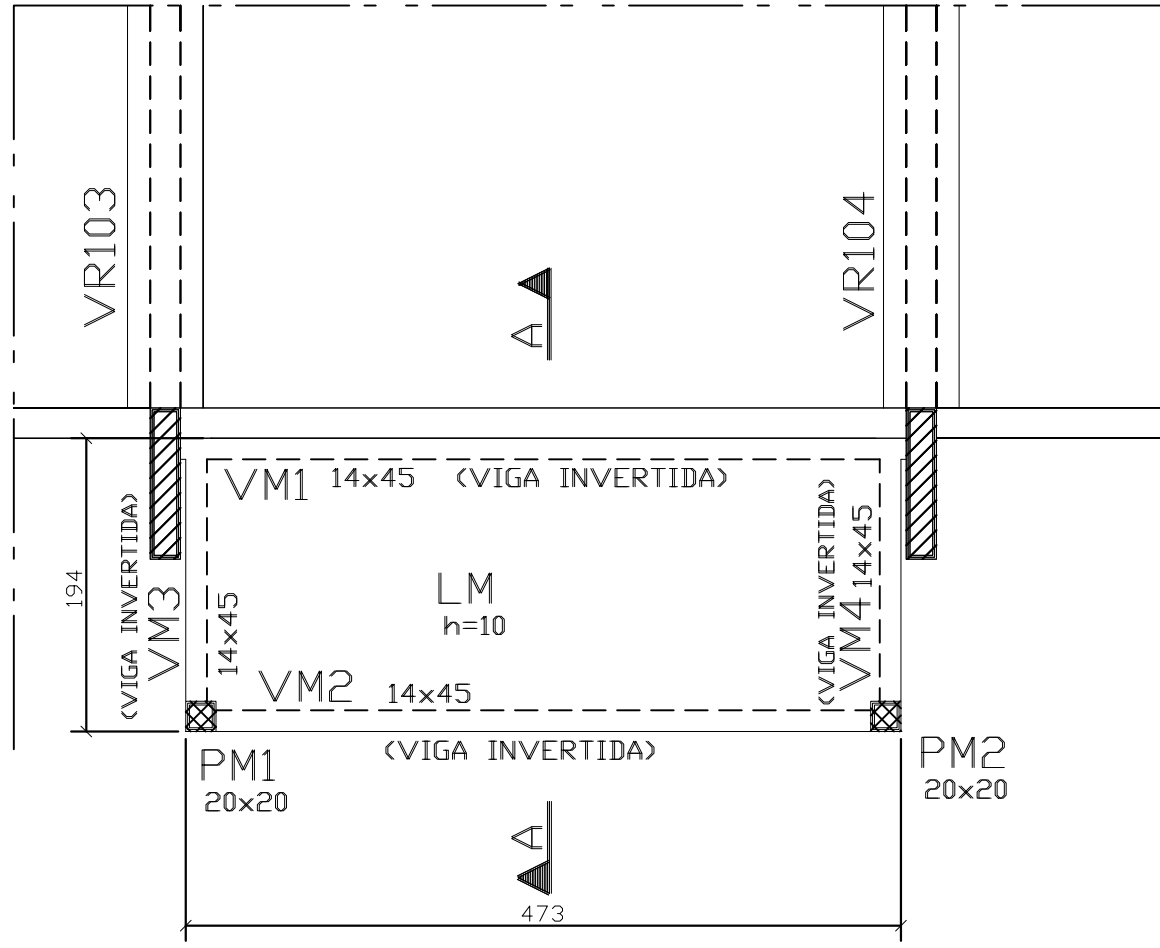 VR103
VR104
A
VM1 14x45 (VIGA INVERTIDA)
(VIGA INVERTIDA)
VM3
14x45
194
LM
h=10
(VIGA INVERTIDA)
VM4 14x45
VM2 14x45
(VIGA INVERTIDA)
PM1
20x20
PM2
20x20
A
473